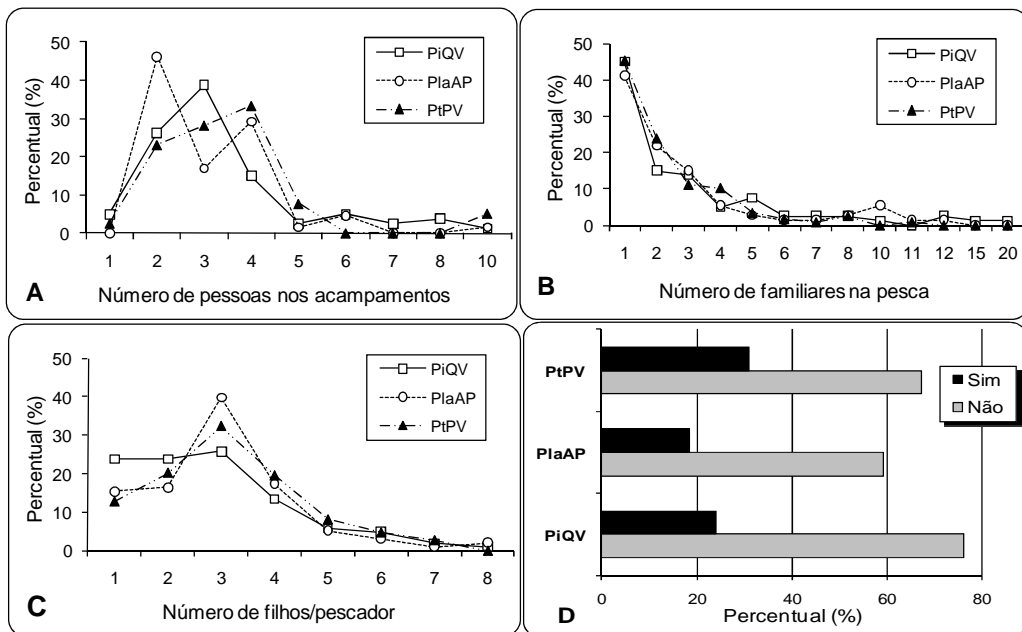 50
40
30
20
10
0
Percentual (%)
PiQV
PlaAP
PtPV
1 2 3 4 5 6 7 8 10
A
Número de pessoas nos acampamentos
50
40
30
20
10
0
Percentual (%)
PiQV
PlaAP
PtPV
1 2 3 4 5 6 7 8 10 11 12 15 20
B
Número de familiares na pesca
50
40
30
20
10
0
Percentual (%)
PiQV
PlaAP
PtPV
1 2 3 4 5 6 7 8
C
Número de filhos/pescador
PtPV
PlaAP
PiQV
Sim
Não
0 20 40 60 80
D
Percentual (%)